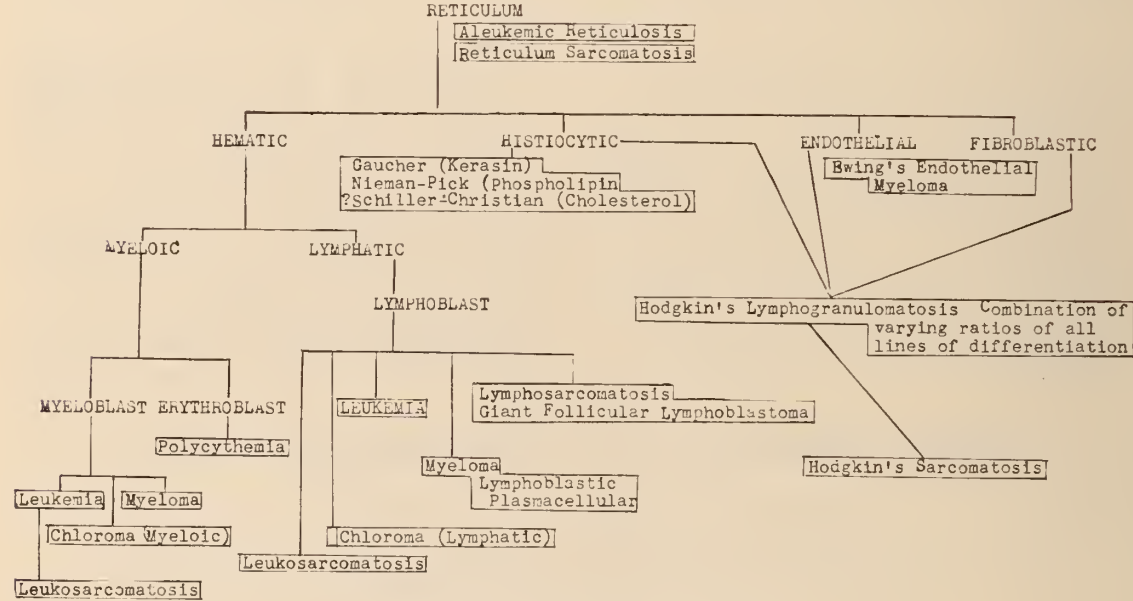 RETICULUM
Aleukemic Reticulosis
Reticulum Sarcomatosis
HEMATIC
HISTIOCYTIC
ENDOTHELIAL
FIBROBLASTIC
Gaucher (Kerasin)
Nieman-Pick (Phospholipin
?Schiller-Christian (Cholesterol)
Ewing's Endothelial
Myeloma
MYELOIC
LYMPHATIC
LYMPHOBLAST
Hodgkin's Lymphogranulomatosis Combination of
varying ratios of all
lines of differentiation
MYELOBLAST
ERYTHROBLAST
LEUKEMIA
Lymphosarcomatosis
Giant Follicular Lymphoblastoma
Polycythemia
Myeloma
Lymphoblastic
Plasmacellular
Hodgkin's Sarcomatosis
Leukemia
Myeloma
Chloroma (Myeloic)
Chloroma (Lymphatic)
Leukosarcomatosis
Leukosarcomatosis